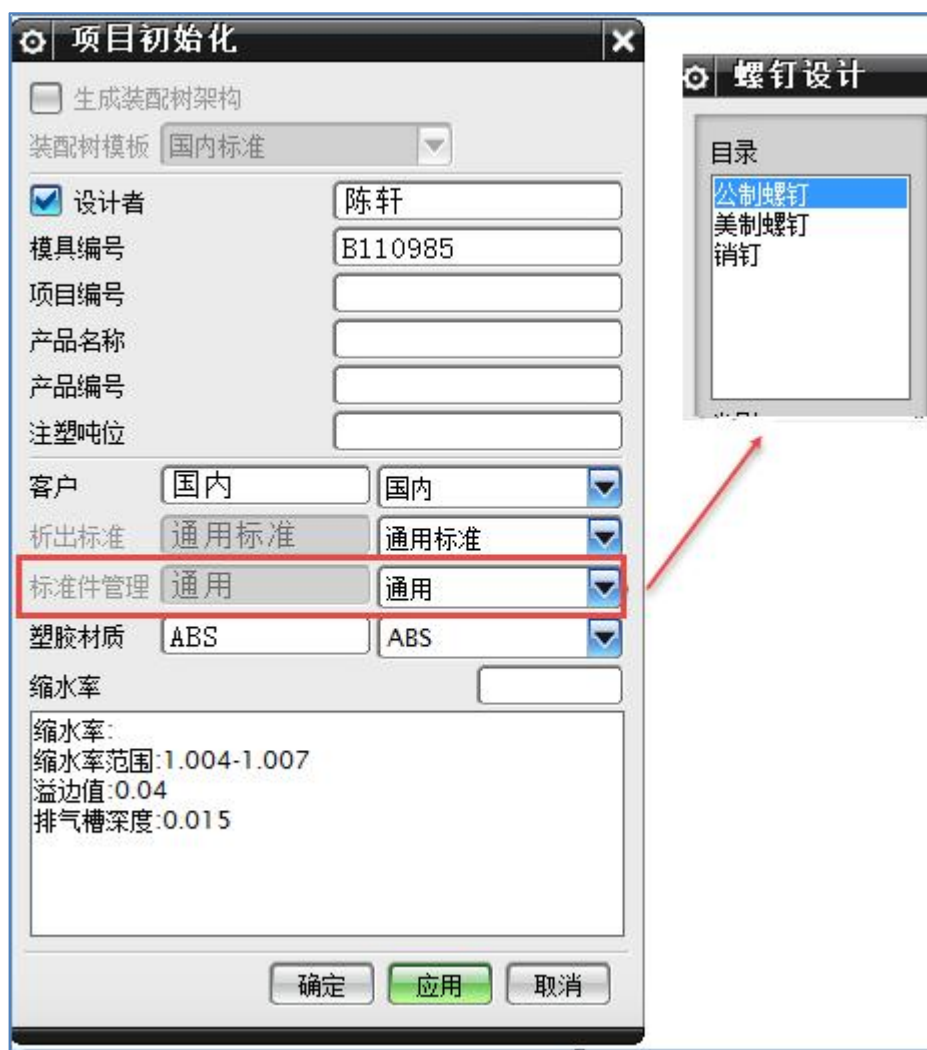 项目初始化
生成装配树架构
装配树模板 国内标准
设计者 陈轩
模具编号 B110985
项目编号
产品名称
产品编号
注塑吨位
客户 国内 国内
析出标准 通用标准 通用标准
标准件管理 通用 通用
塑胶材质 ABS ABS
缩水率
缩水率:
缩水率范围:1.004-1.007
溢边值:0.04
排气槽深度:0.015
确定 应用 取消
螺钉设计
目录
公制螺钉
美制螺钉
销钉